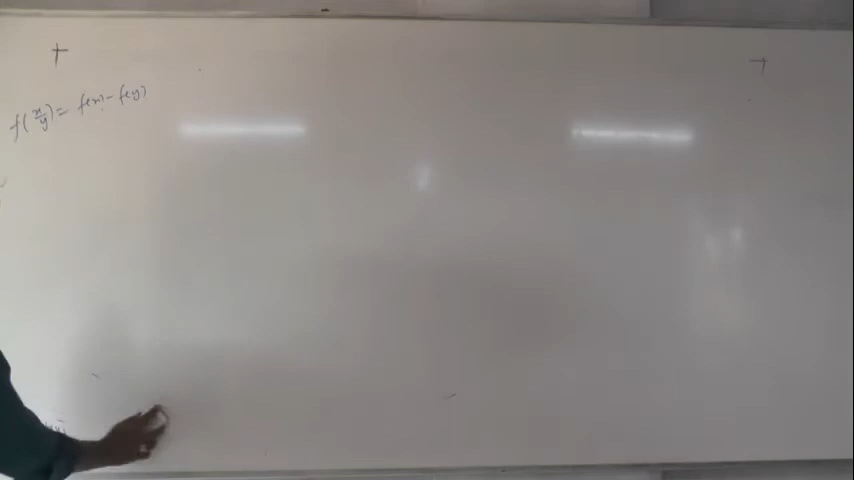 f(x/y) = f(x) - f(y)